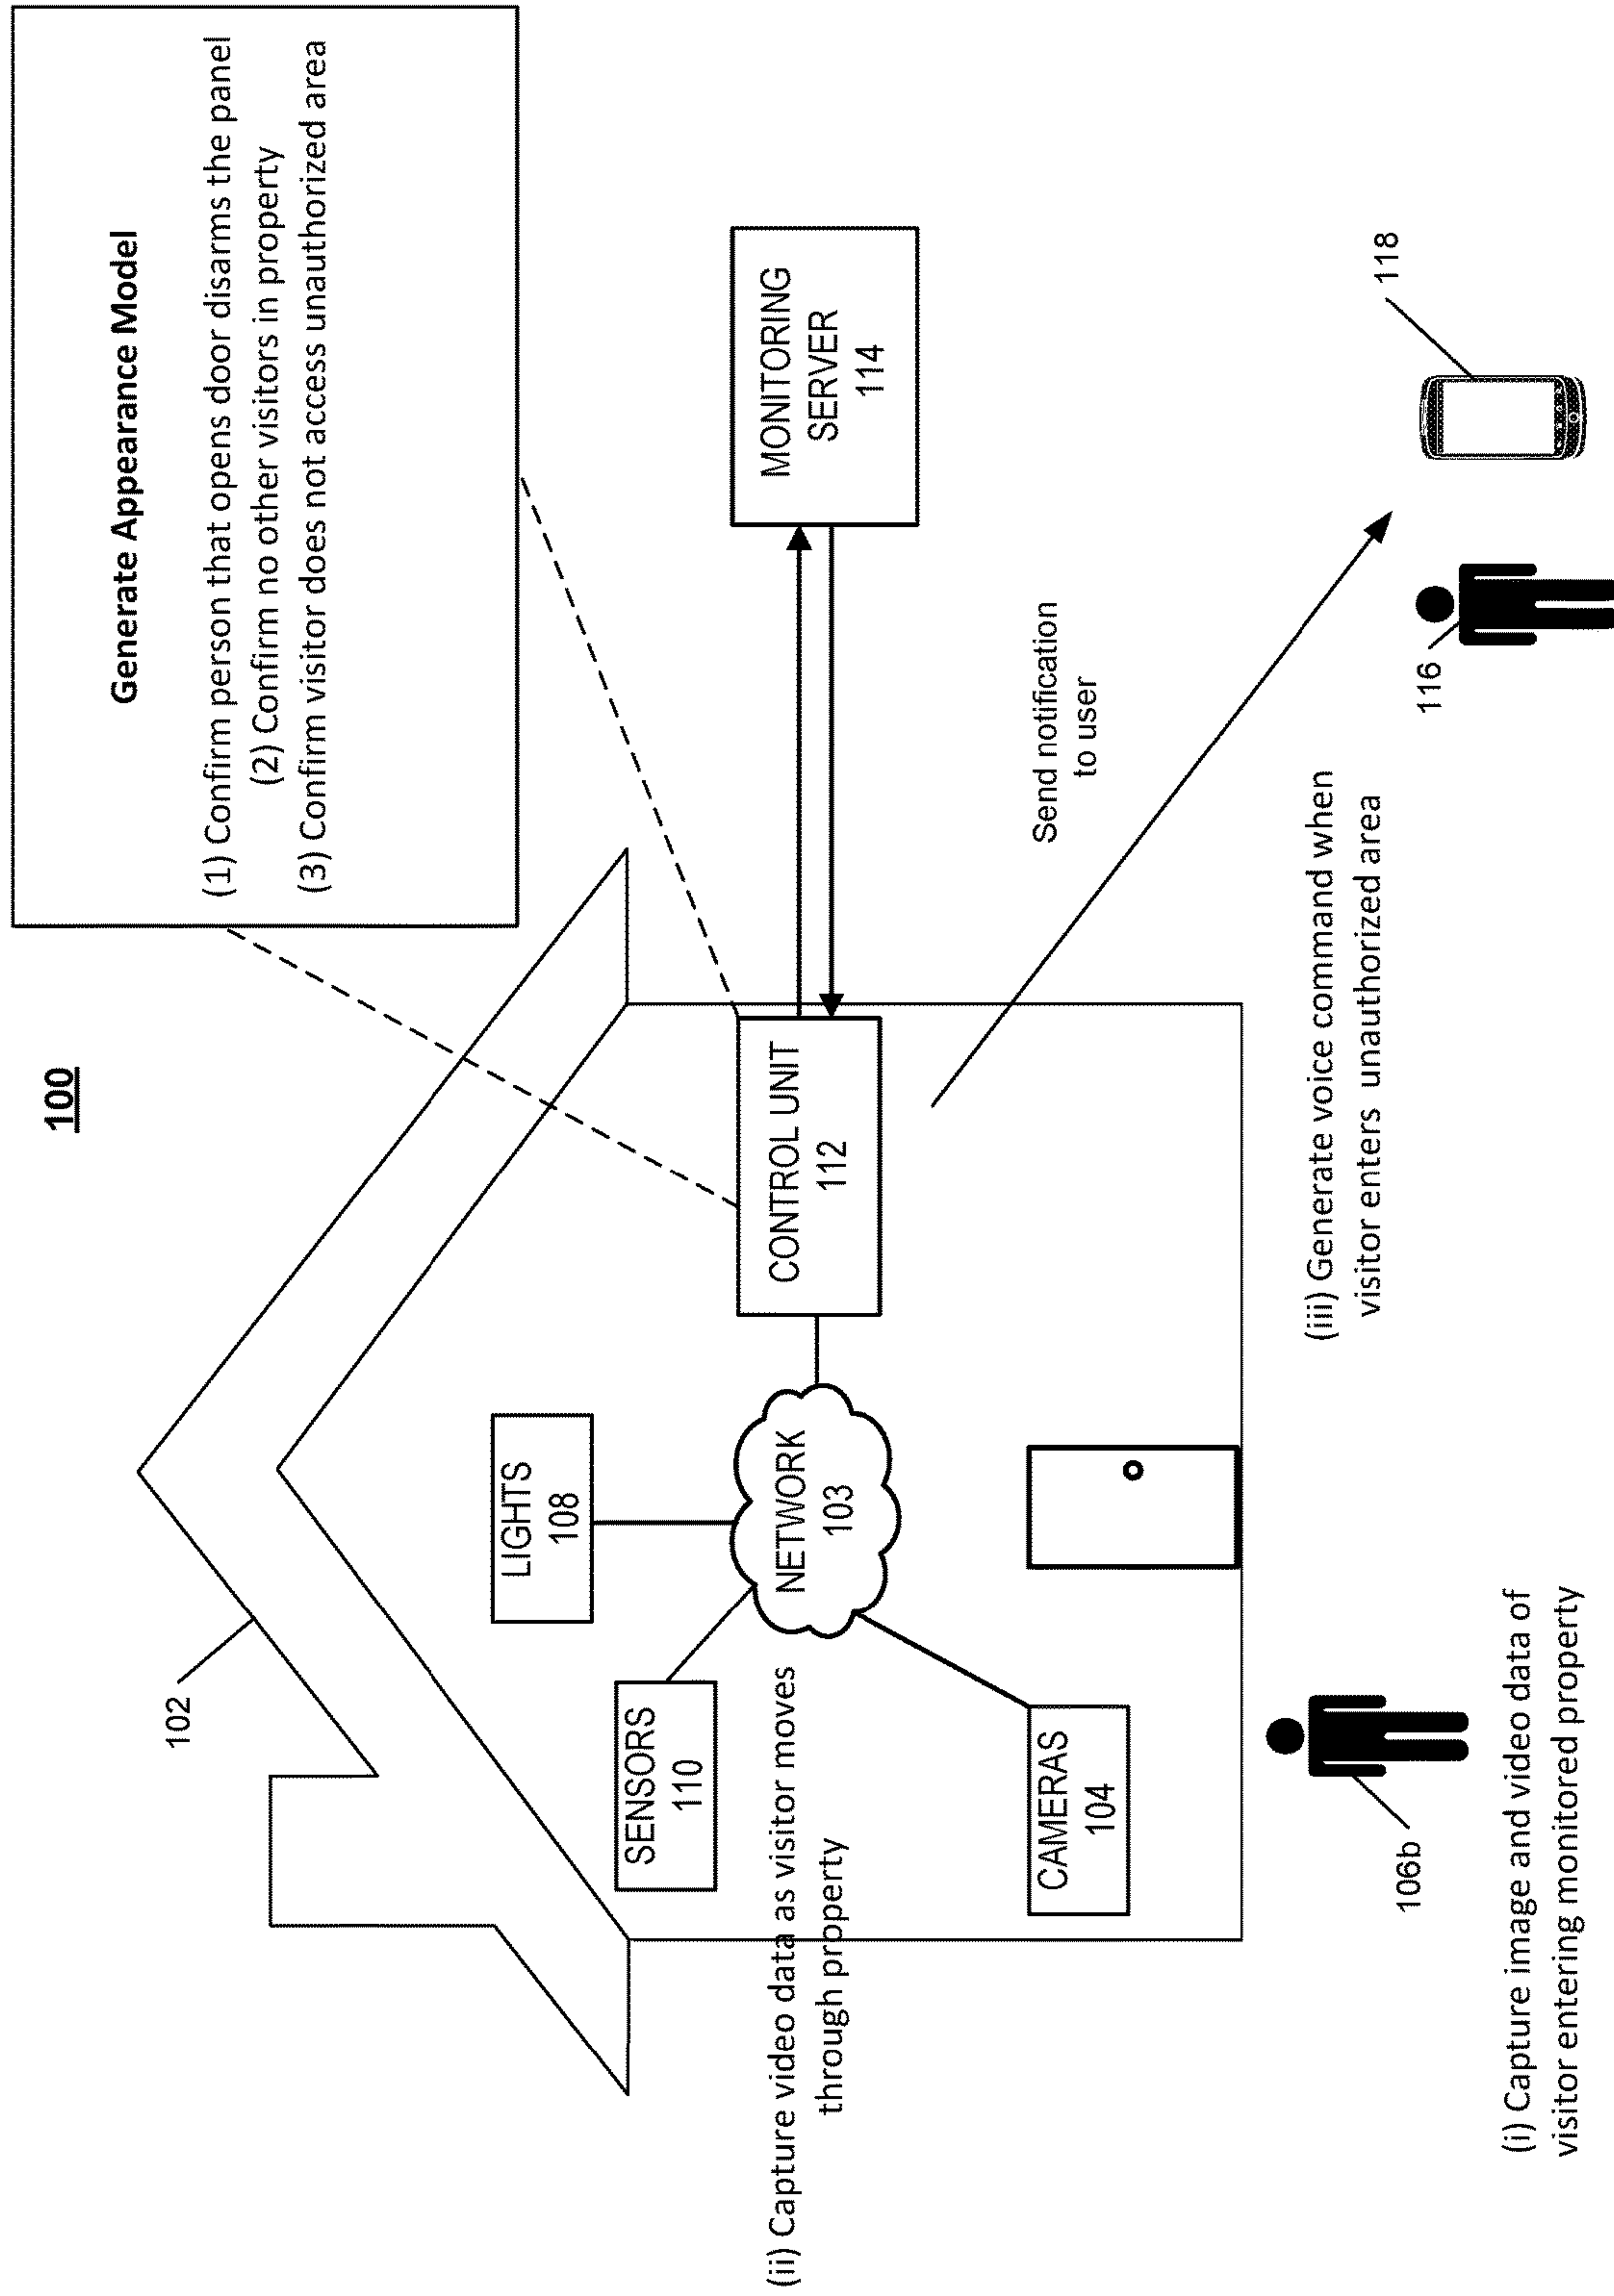 100
Generate Appearance Model
(1) Confirm person that opens door disarms the panel
(2) Confirm no other visitors in property
(3) Confirm visitor does not access unauthorized area
102
LIGHTS
108
SENSORS
110
(ii) Capture video data as visitor moves
through property
NETWORK
103
CONTROL UNIT
112
MONITORING
SERVER
114
CAMERAS
104
Send notification
to user
106b
(i) Capture image and video data of
visitor entering monitored property
(iii) Generate voice command when
visitor enters unauthorized area
116
118